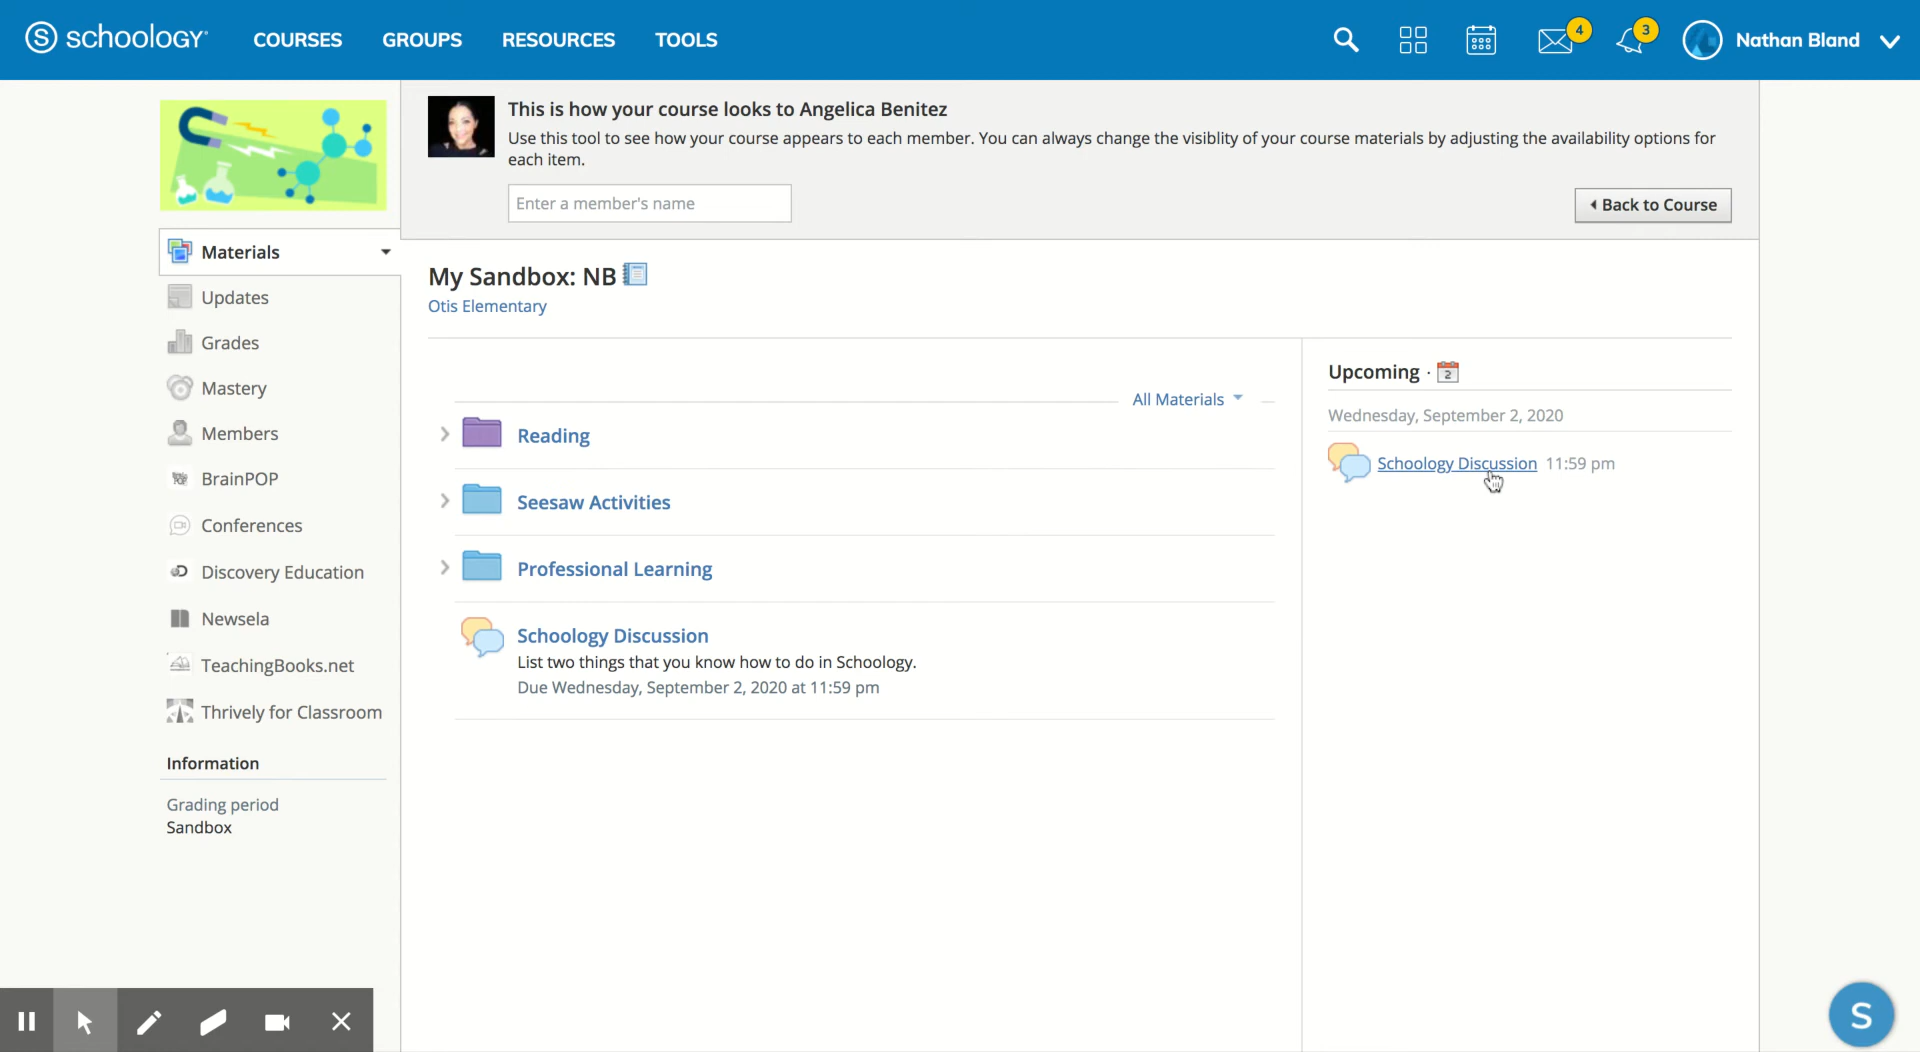 schoology
COURSES
GROUPS
RESOURCES
TOOLS
4
3
Nathan Bland
This is how your course looks to Angelica Benitez
Use this tool to see how your course appears to each member. You can always change the visiblity of your course materials by adjusting the availability options for
each item.
Enter a member's name
Back to Course
Materials
Updates
Grades
Mastery
Members
BrainPOP
Conferences
Discovery Education
Newsela
TeachingBooks.net
Thrively for Classroom
Information
Grading period
Sandbox
My Sandbox: NB
Otis Elementary
All Materials
Reading
Seesaw Activities
Professional Learning
Schoology Discussion
List two things that you know how to do in Schoology.
Due Wednesday, September 2, 2020 at 11:59 pm
Upcoming · 2
Wednesday, September 2, 2020
Schoology Discussion 11:59 pm
S